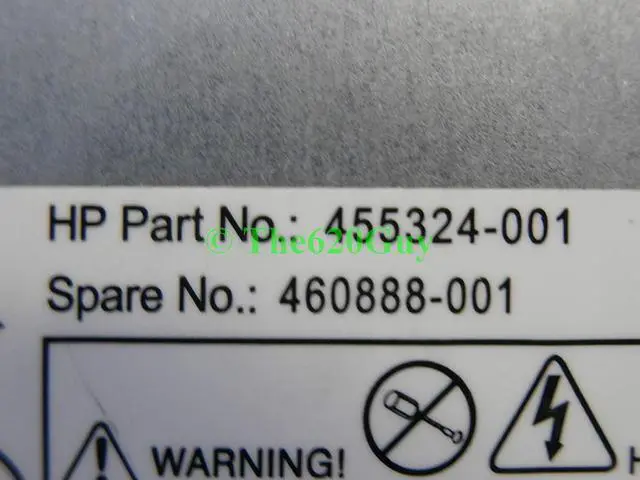 HP Part No.: 455324-001
© The620Guy
Spare No.: 460888-001
WARNING!
H